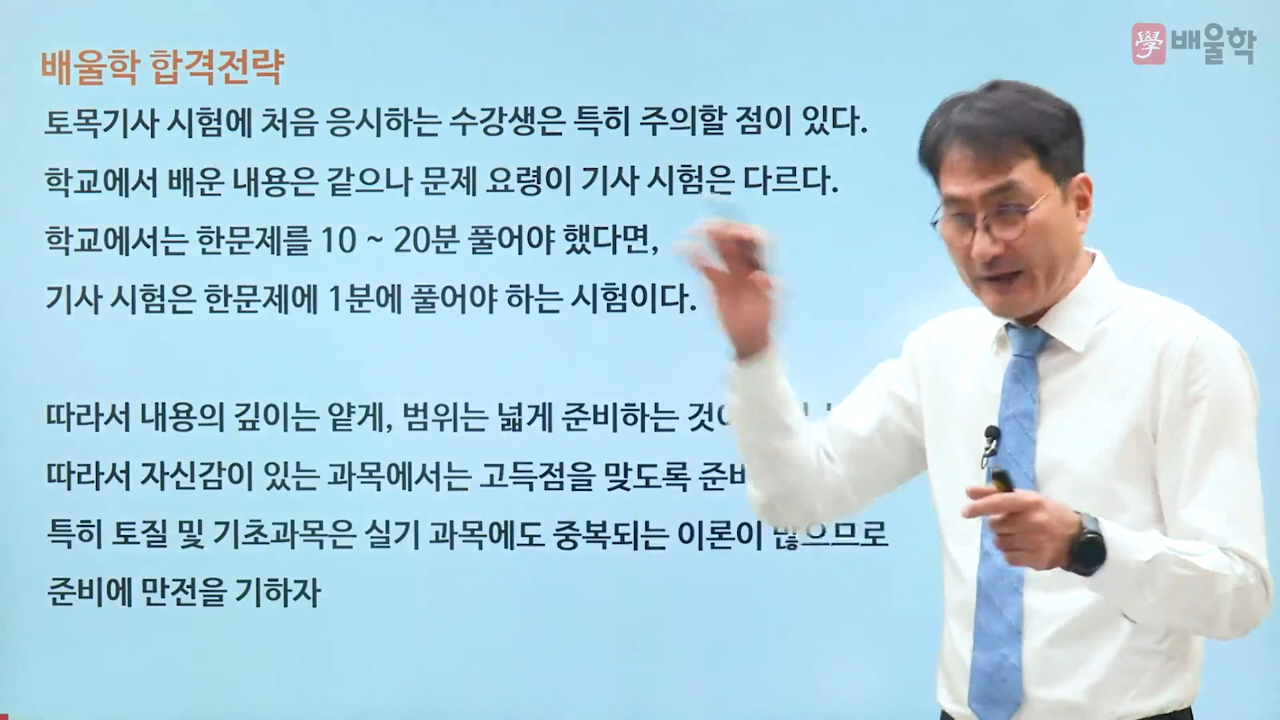 배울학 합격전략
學 배울학
토목기사 시험에 처음 응시하는 수강생은 특히 주의할 점이 있다.
학교에서 배운 내용은 같으나 문제 요령이 기사 시험은 다르다.
학교에서는 한문제를 10 ~ 20분 풀어야 했다면,
기사 시험은 한문제에 1분에 풀어야 하는 시험이다.
따라서 내용의 깊이는 얕게, 범위는 넓게 준비하는
따라서 자신감이 있는 과목에서는 고득점을 맞도록
특히 토질 및 기초과목은 실기 과목에도 중복되는 이론이 많으므로
준비에 만전을 기하자